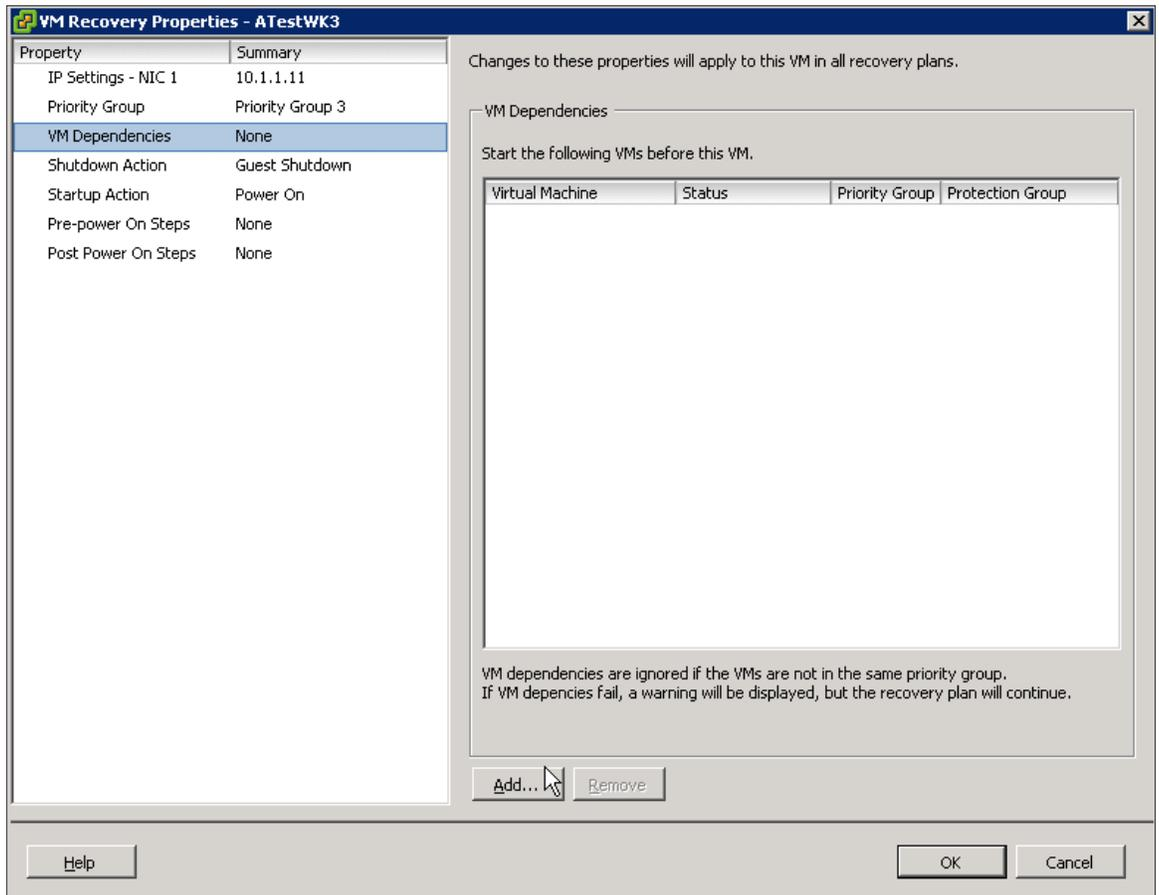 VM Recovery Properties - ATestWK3
Property Summary
IP Settings - NIC 1 10.1.1.11
Priority Group Priority Group 3
VM Dependencies None
Shutdown Action Guest Shutdown
Startup Action Power On
Pre-power On Steps None
Post Power On Steps None
Changes to these properties will apply to this VM in all recovery plans.
VM Dependencies
Start the following VMs before this VM.
Virtual Machine Status Priority Group Protection Group
VM dependencies are ignored if the VMs are not in the same priority group.
If VM depencies fail, a warning will be displayed, but the recovery plan will continue.
Add... Remove
Help OK Cancel